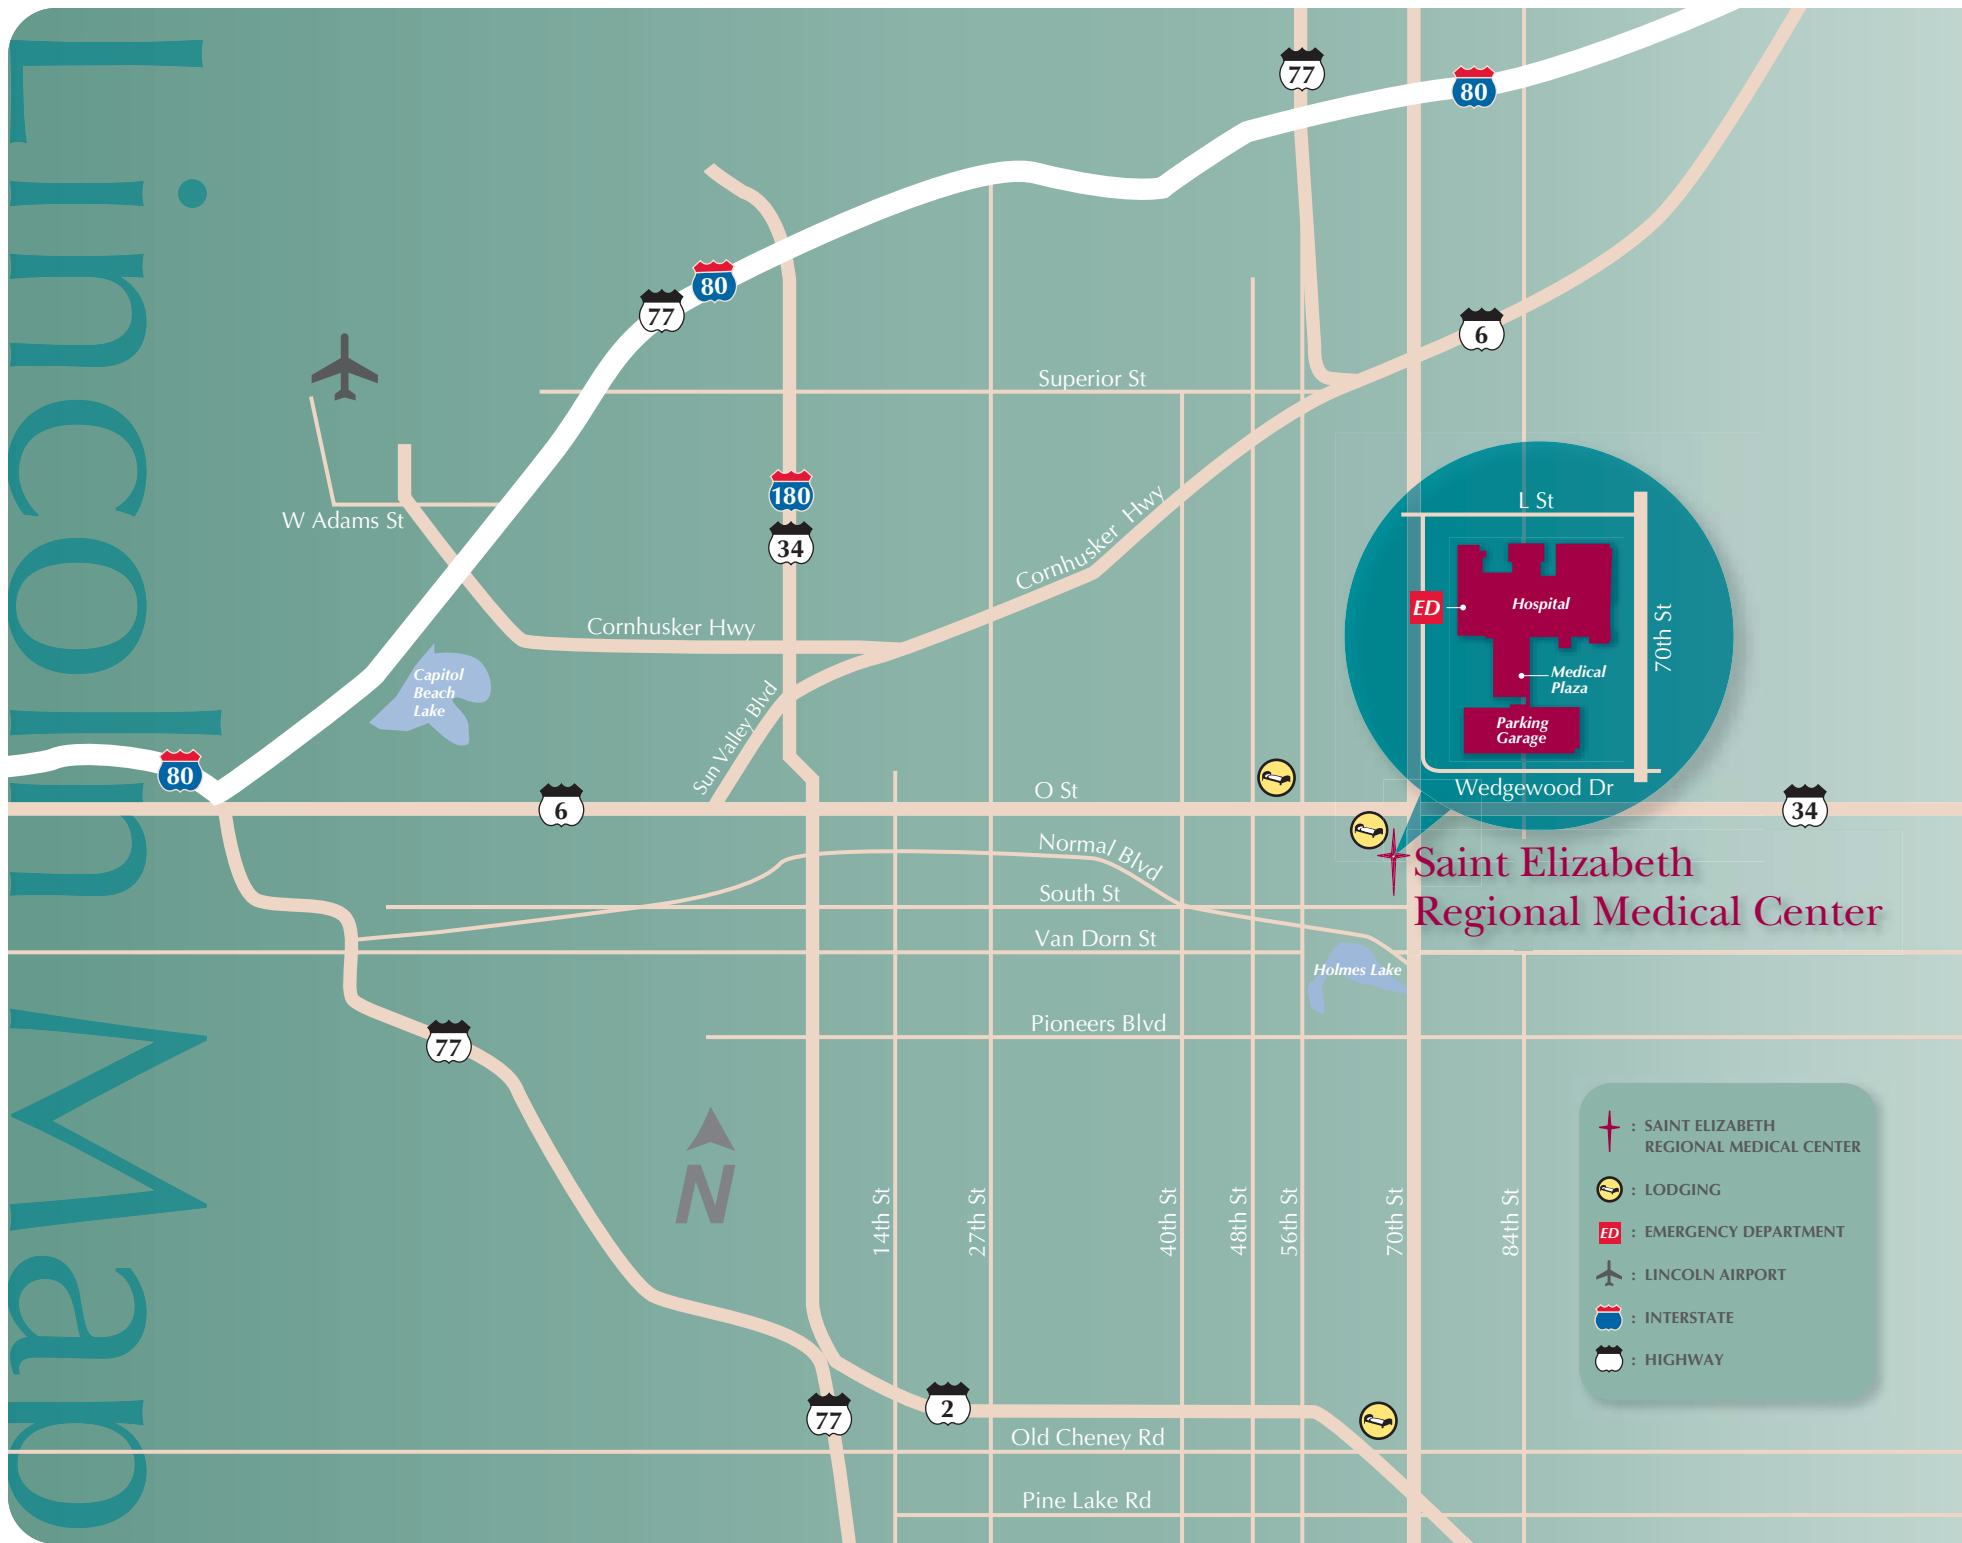 Lincoln Map
77
80
80
77
6
Superior St
180
34
W Adams St
Cornhusker Hwy
Cornhusker Hwy
L St
ED
Hospital
70th St
Medical
Plaza
Parking
Garage
Wedgewood Dr
Capitol
Beach
Lake
Sun Valley Blvd
80
6
O St
34
Normal Blvd
Saint Elizabeth
Regional Medical Center
South St
Van Dorn St
Holmes Lake
Pioneers Blvd
77
N
14th St
27th St
40th St
48th St
56th St
70th St
84th St
: SAINT ELIZABETH
REGIONAL MEDICAL CENTER
: LODGING
ED : EMERGENCY DEPARTMENT
: LINCOLN AIRPORT
: INTERSTATE
: HIGHWAY
77
2
Old Cheney Rd
Pine Lake Rd